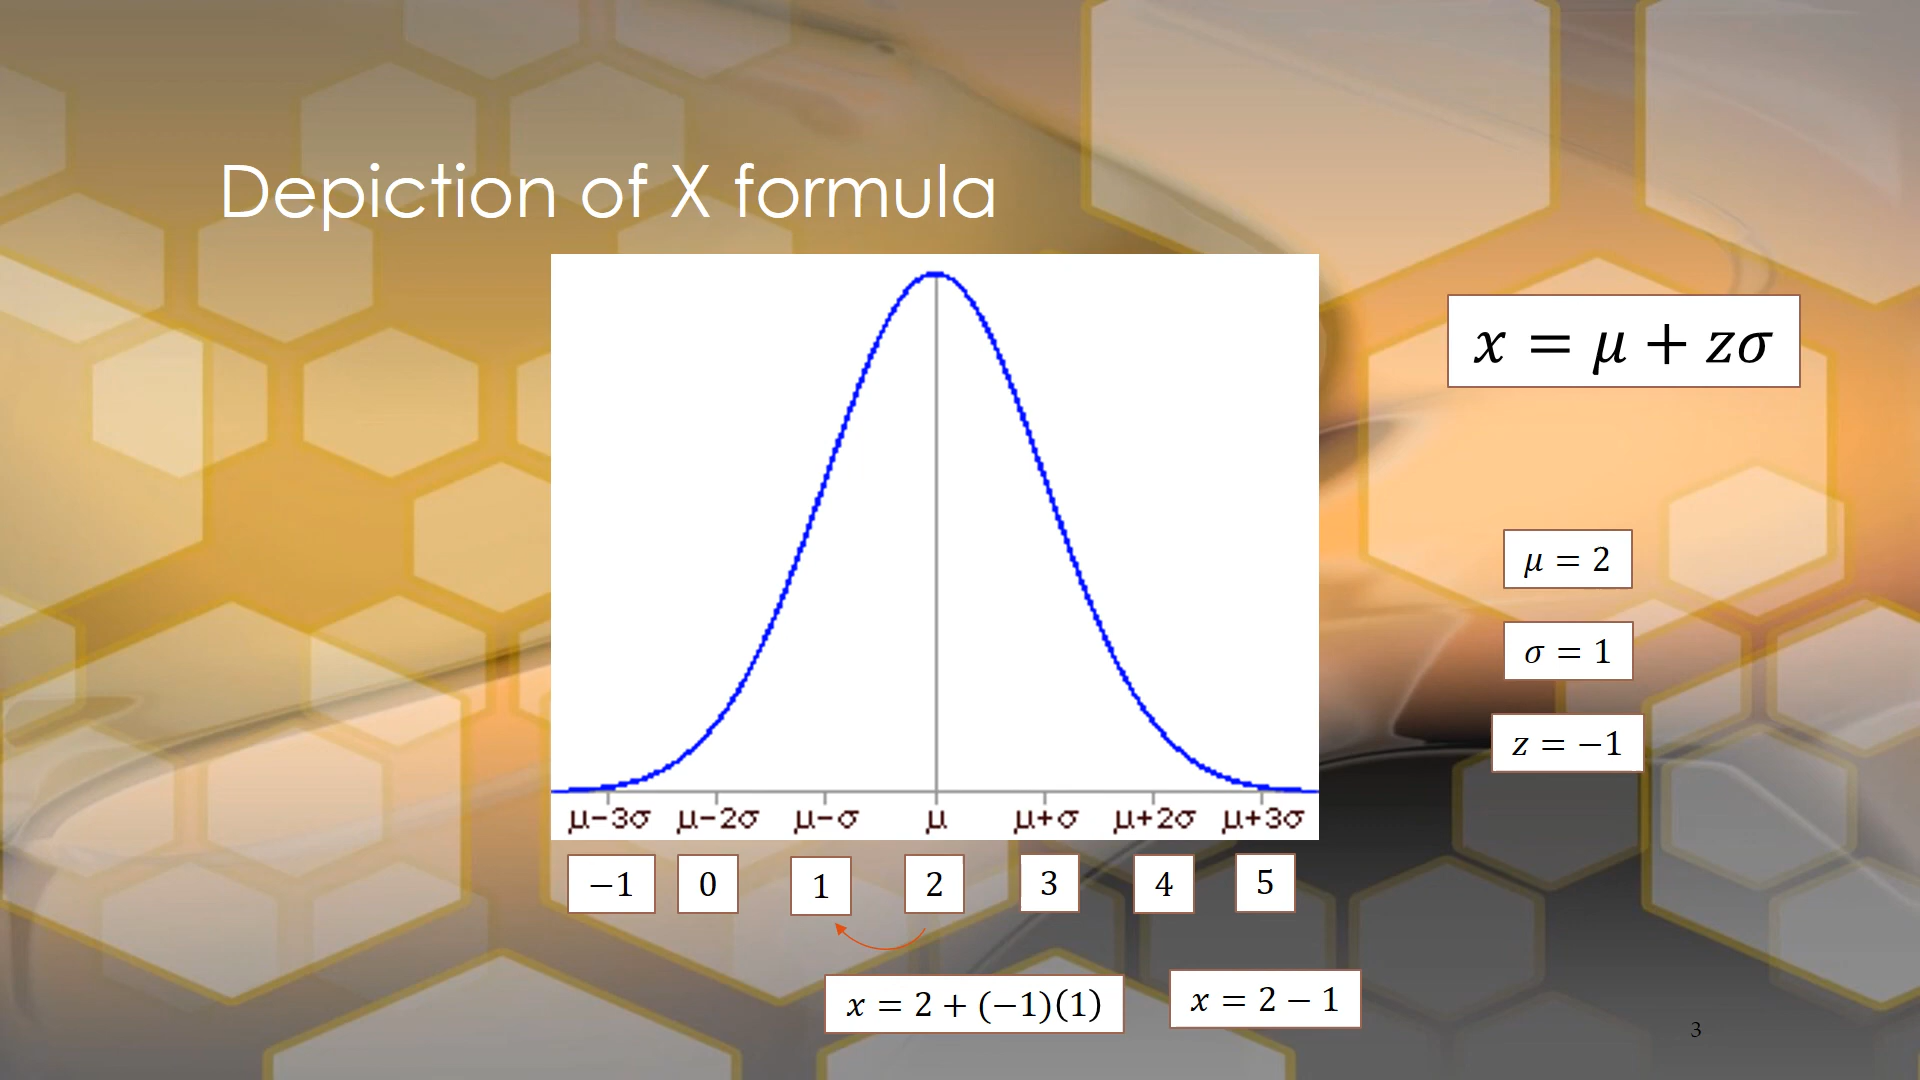 Depiction of X formula
x = μ + zσ
μ = 2
σ = 1
z = −1
μ−3σ μ−2σ μ−σ μ μ+σ μ+2σ μ+3σ
−1 0 1 2 3 4 5
x = 2 + (−1)(1) x = 2 − 1
3